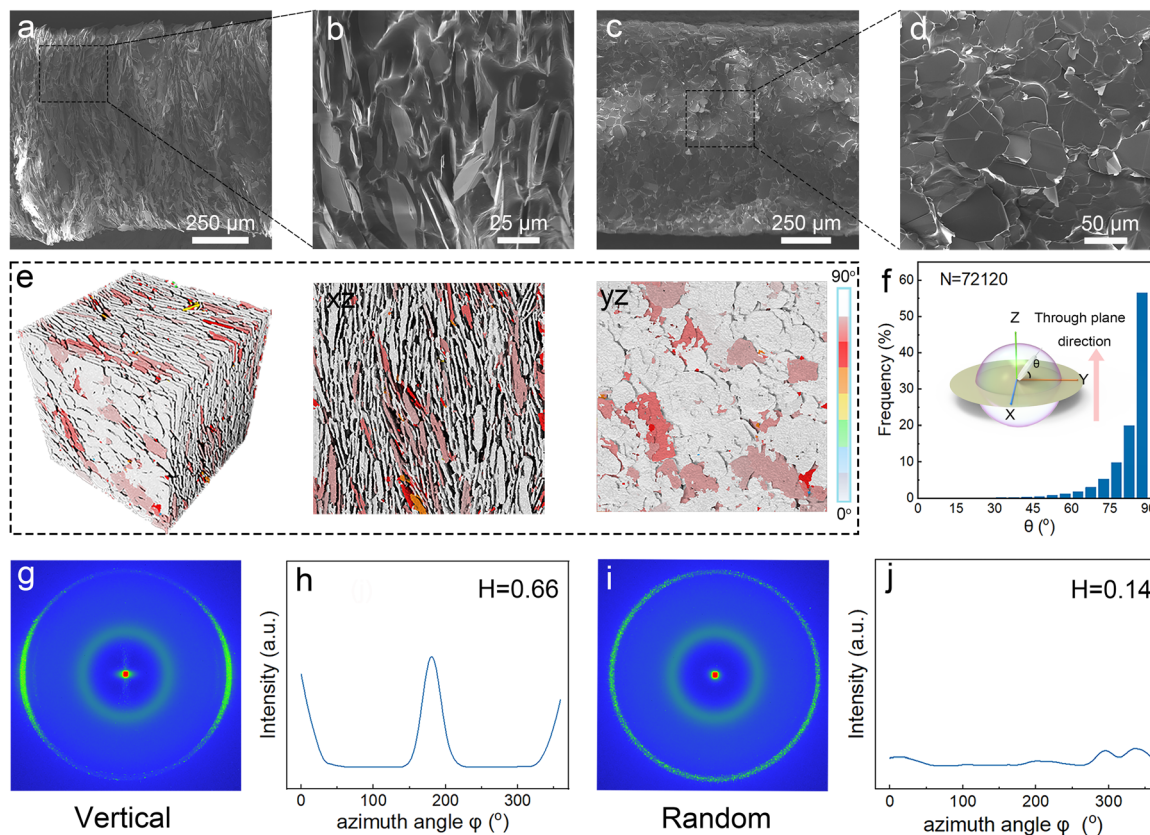 a
250 µm
b
25 µm
c
250 µm
d
50 µm
e
xz
yz
90°
0°
f
N=72120
Frequency (%)
60
50
40
30
20
10
0
Z
θ
Y
X
Through plane
direction
0 15 30 45 60 75 90
θ (°)
g
Vertical
h
H=0.66
Intensity (a.u.)
0 100 200 300
azimuth angle φ (°)
i
Random
j
H=0.14
Intensity (a.u.)
0 100 200 300
azimuth angle φ (°)